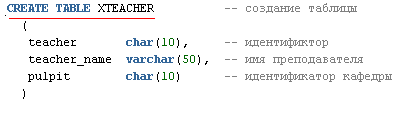 CREATE TABLE XTEACHER -- создание таблицы
(
teacher char(10), -- идентификтор
teacher_name varchar(50), -- имя преподавателя
pulpit char(10) -- идентификатор кафедры
)